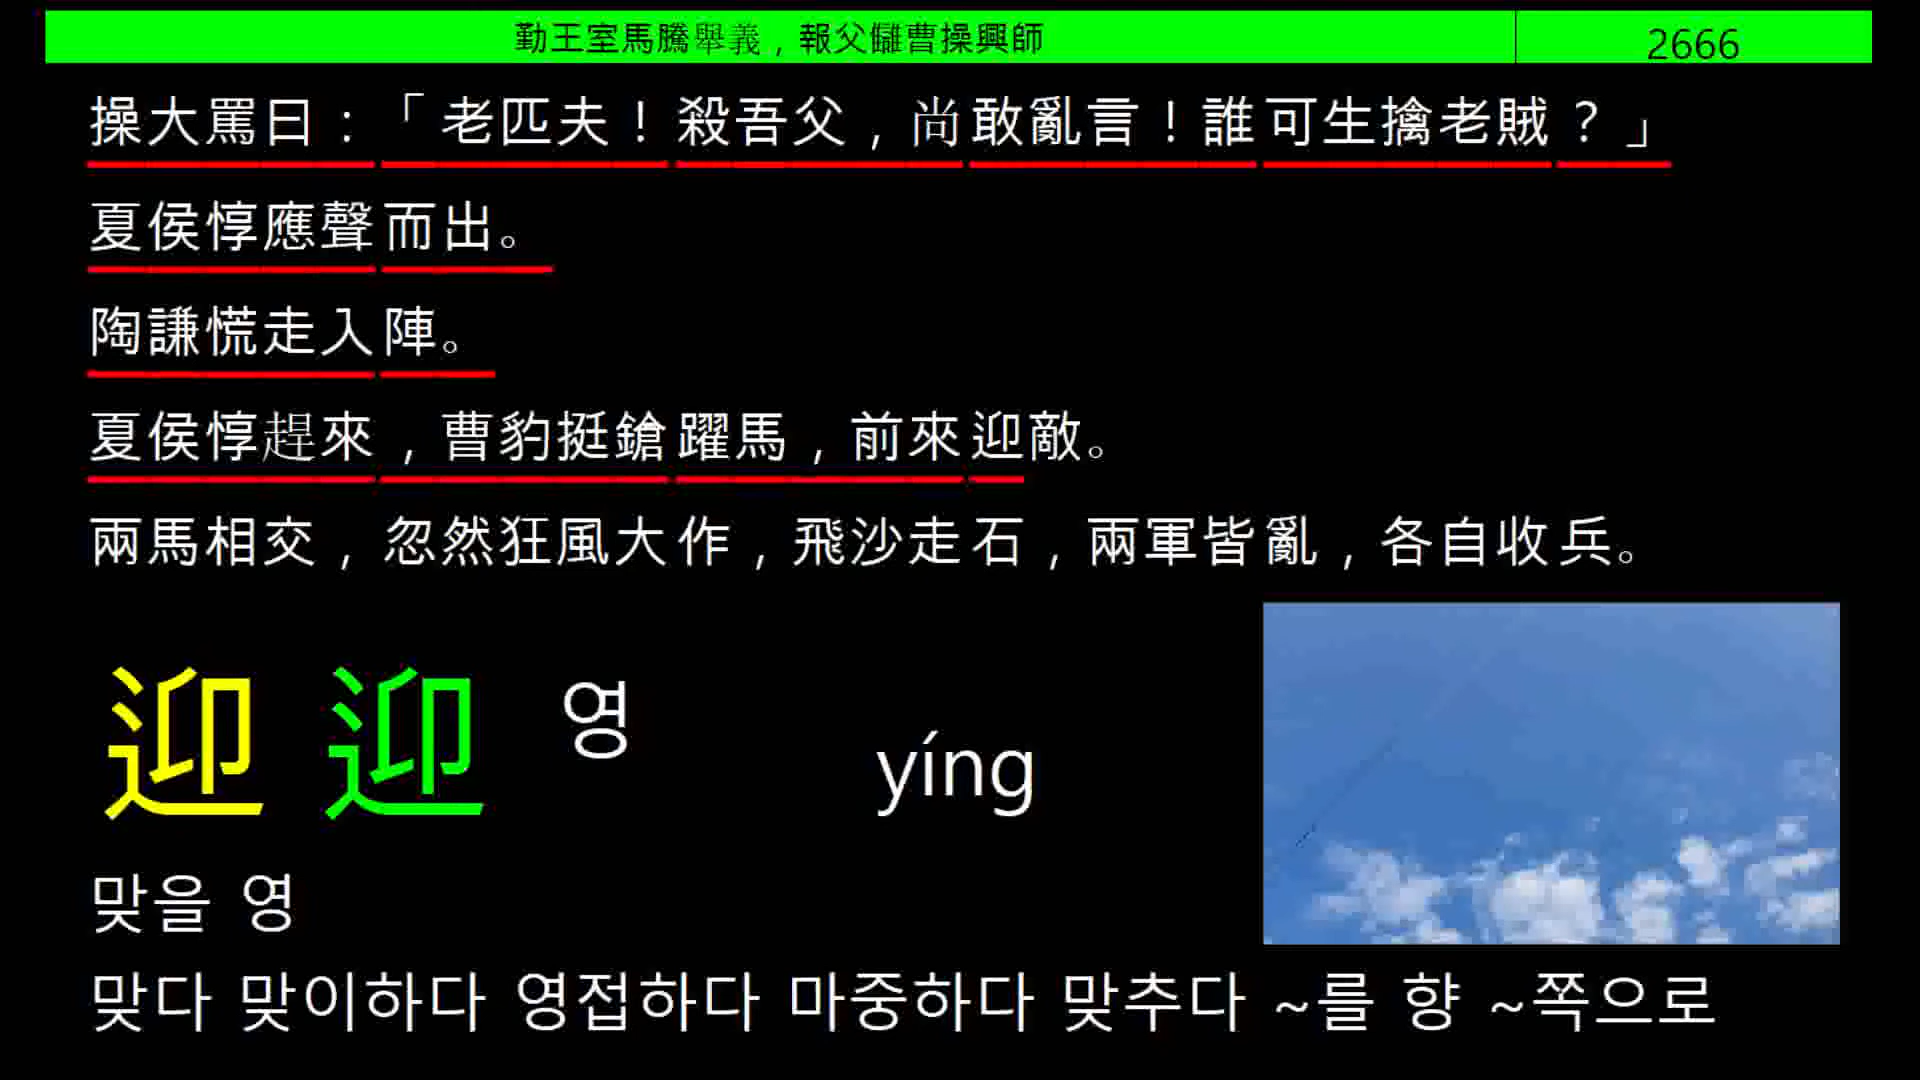 勤王室馬騰舉義，報父讎曹操興師
2666
操大罵曰：「老匹夫！殺吾父，尚敢亂言！誰可生擒老賊？」
夏侯惇應聲而出。
陶謙慌走入陣。
夏侯惇趕來，曹豹挺鎗躍馬，前來迎敵。
兩馬相交，忽然狂風大作，飛沙走石，兩軍皆亂，各自收兵。
迎 迎 영 yíng
맞을 영
맞다 맞이하다 영접하다 마중하다 맞추다 ~를 향 ~쪽으로